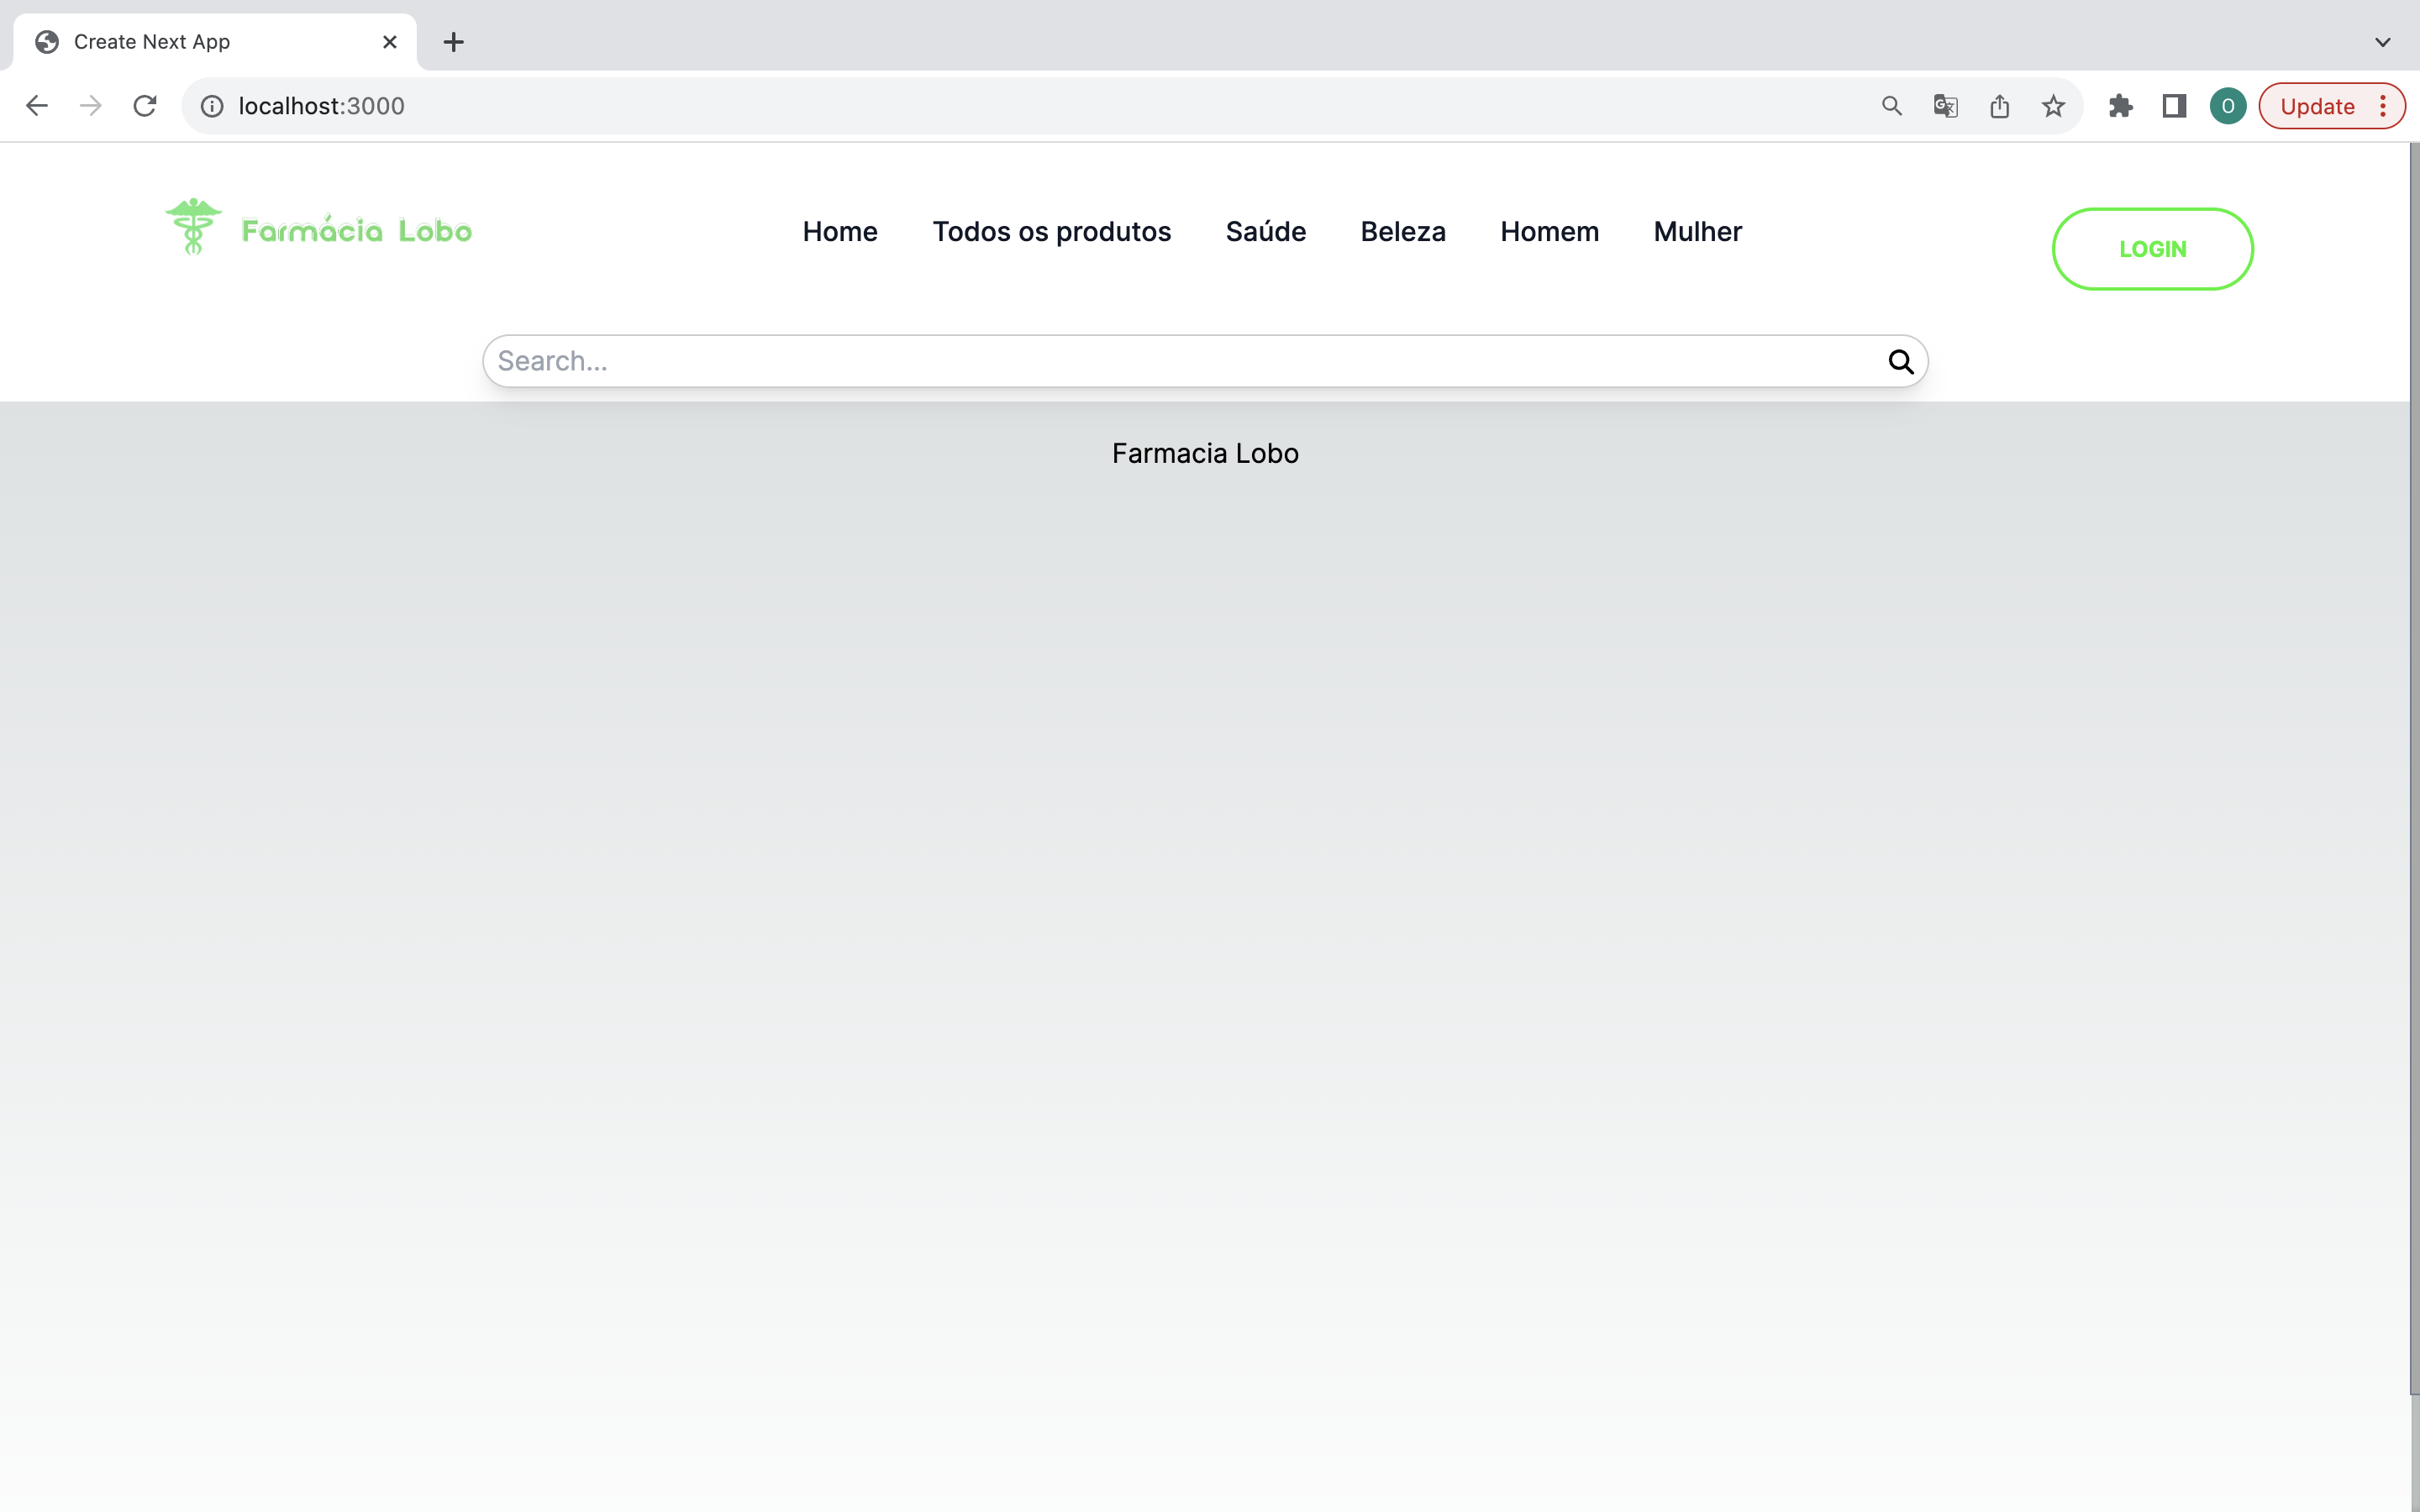 Create Next App
localhost:3000
O
Update
Farmácia Lobo
Home Todos os produtos Saúde Beleza Homem Mulher
LOGIN
Search...
Farmacia Lobo